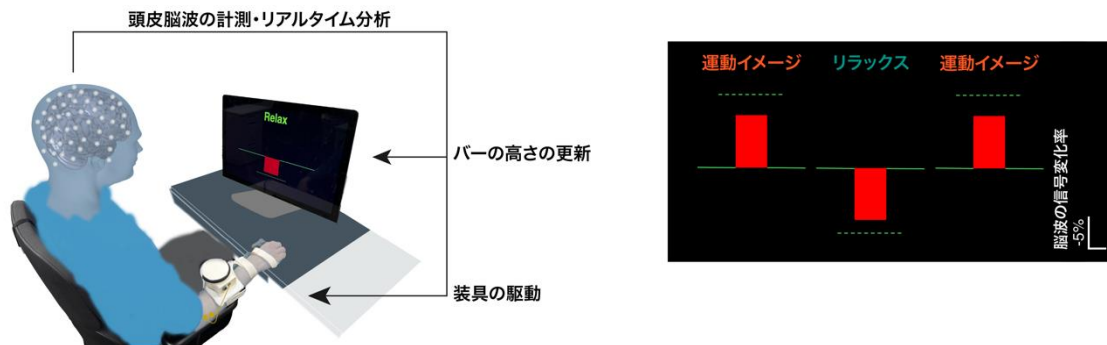 頭皮脳波の計測・リアルタイム分析
Relax
バーの高さの更新
装具の駆動
運動イメージ
リラックス
運動イメージ
脳波の信号変化率
-5%